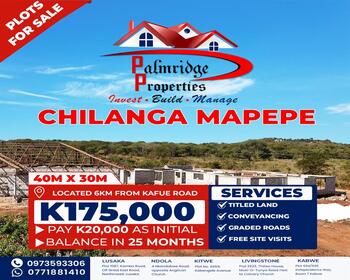 PLOTS
FOR SALE
Palmridge
Properties
Invest - Build - Manage
CHILANGA MAPEPE
40M X 30M
LOCATED 6KM FROM KAFUE ROAD
K175,000
PAY K20,000 AS INITIAL
BALANCE IN 25 MONTHS
SERVICES
TITLED LAND
CONVEYANCING
GRADED ROADS
FREE SITE VISITS
0973593306
0771881410
LUSAKA
NDOLA
KITWE
LIVINGSTONE
KABWE